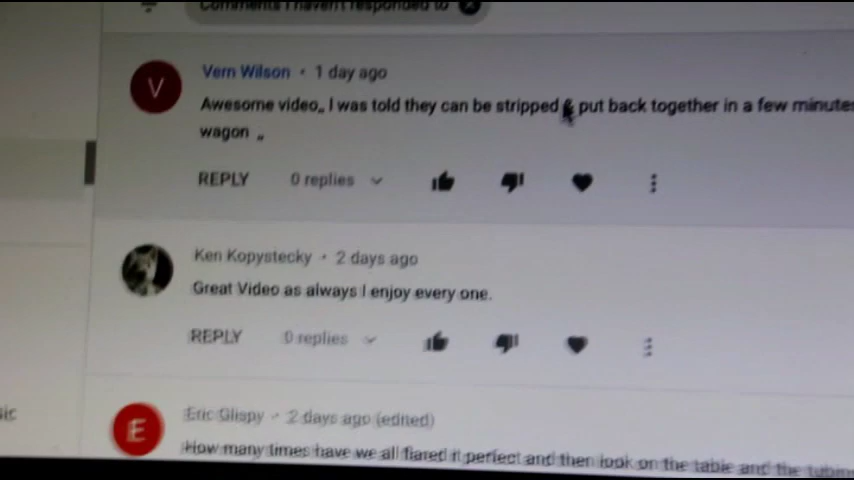 Comments I haven't responded to
V
Vern Wilson • 1 day ago
Awesome video,, I was told they can be stripped & put back together in a few minutes
wagon ,,
REPLY 0 replies
Ken Kopystecky • 2 days ago
Great Video as always I enjoy every one.
REPLY 0 replies
sic
E
Eric Glispy • 2 days ago (edited)
How many times have we all flared it perfect and then look on the table and the tubing